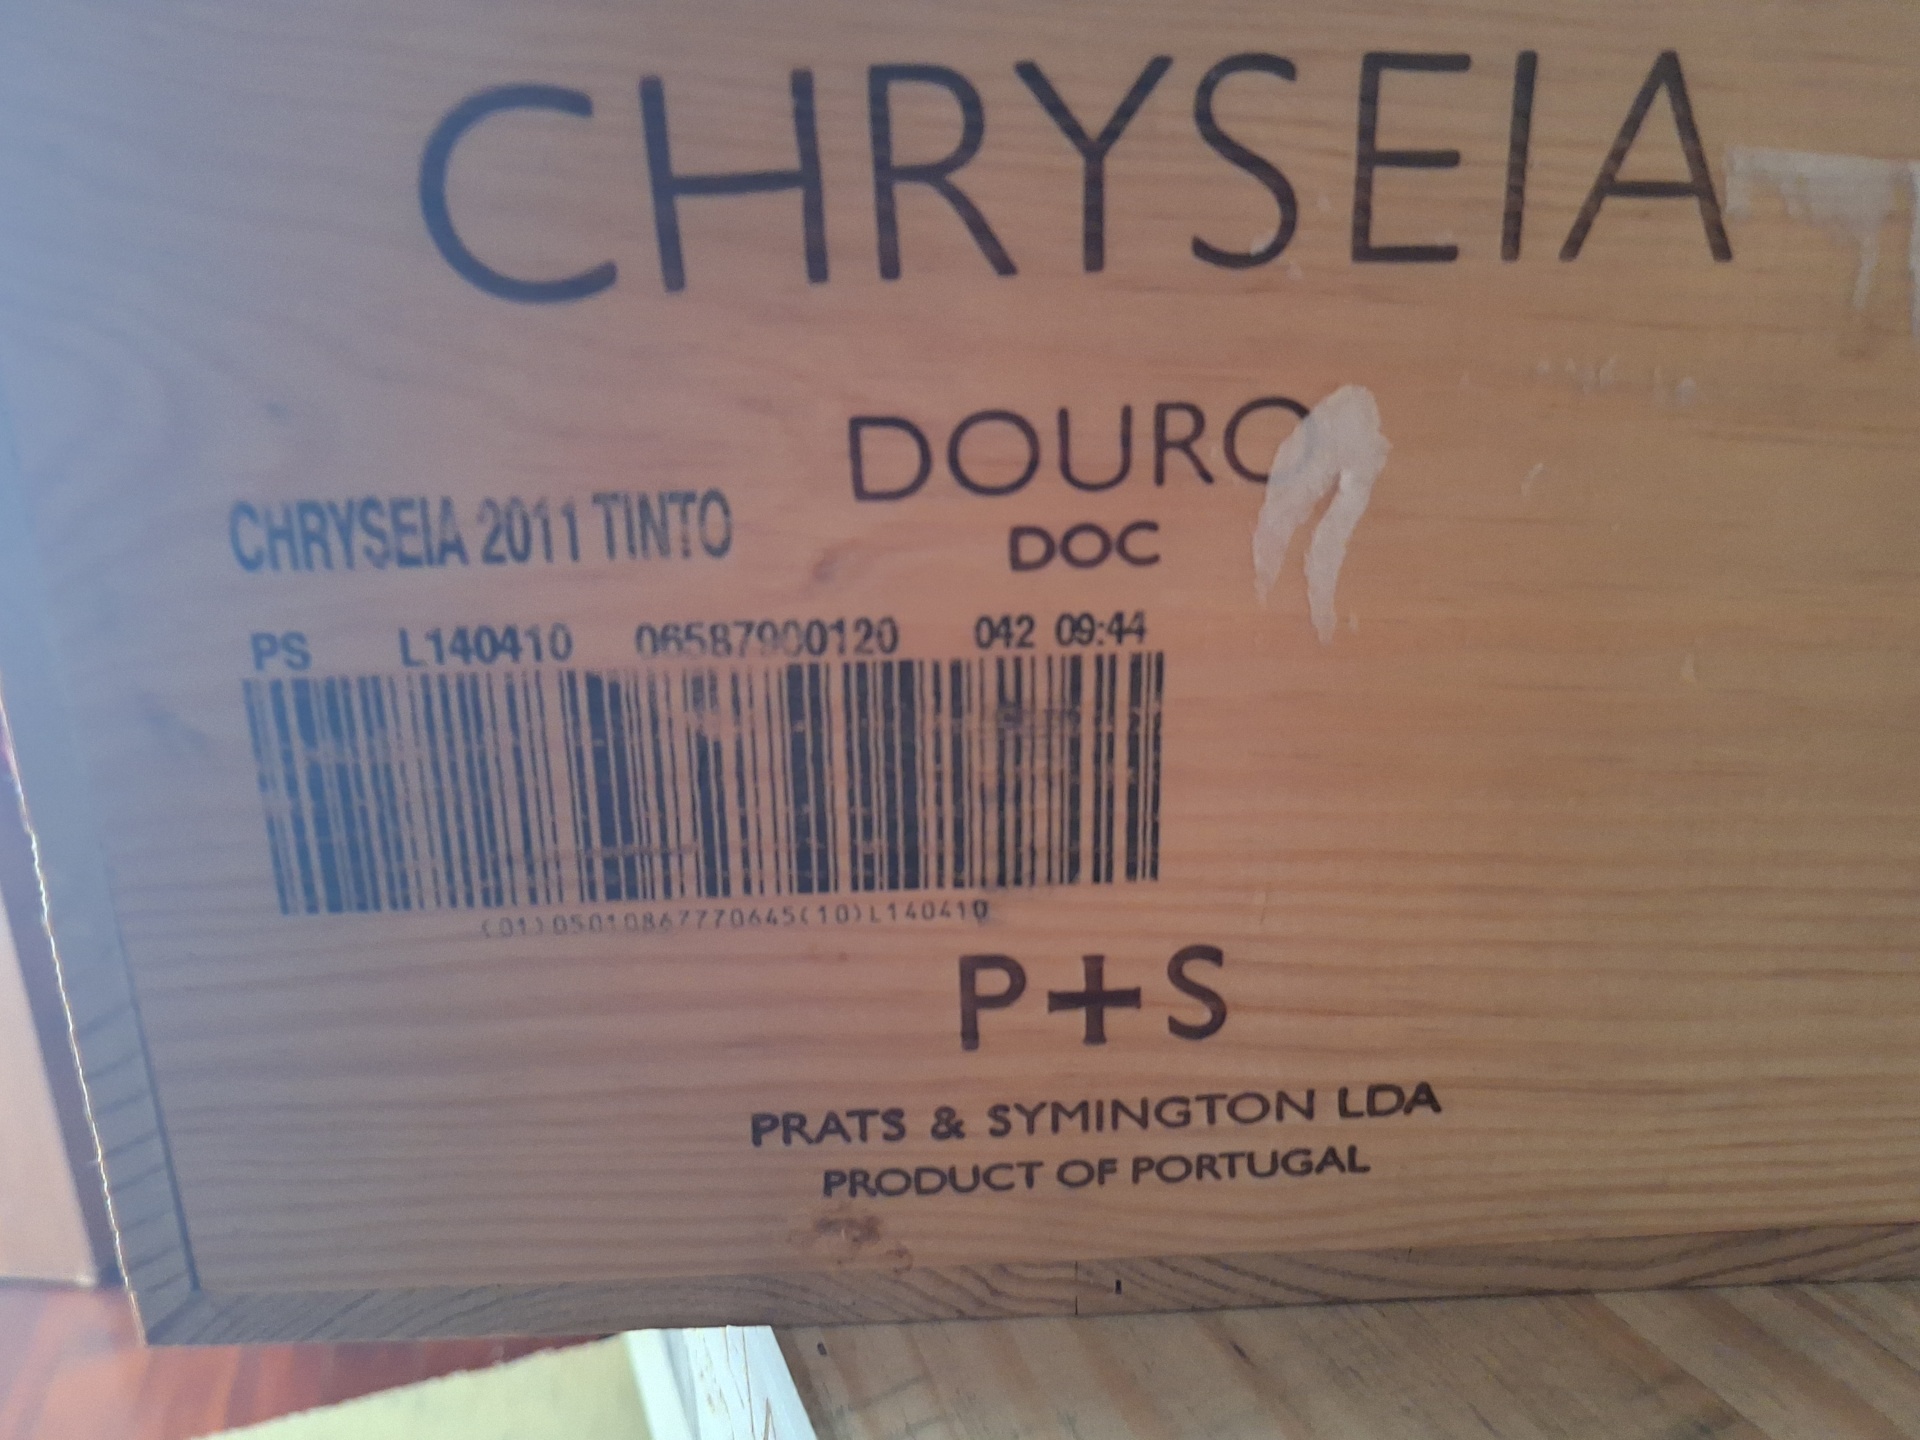 CHRYSEIA
DOURO
DOC
CHRYSEIA 2011 TINTO
PS L140410 06587900120 042 09:44
(01)05010867770645(10)L140410
P+S
PRATS & SYMINGTON LDA
PRODUCT OF PORTUGAL